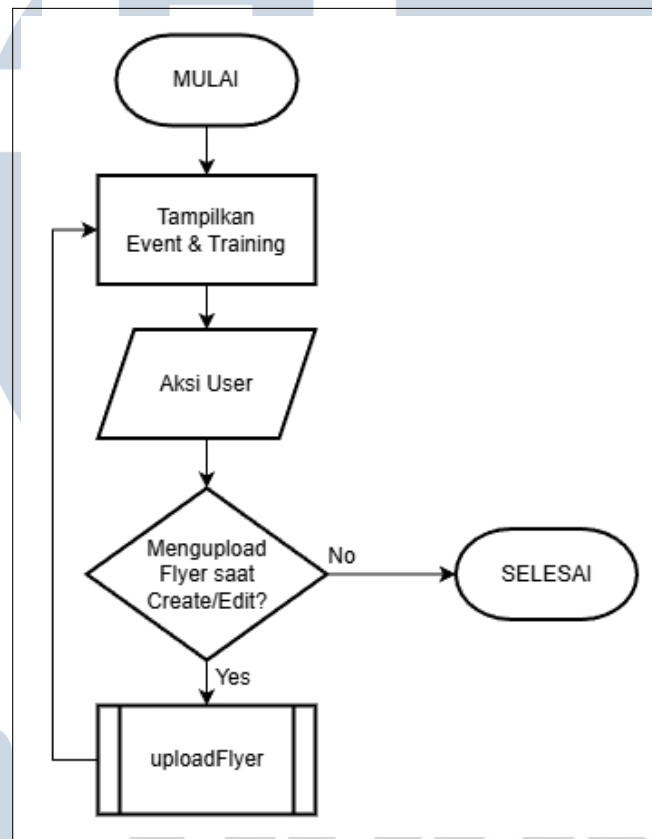 MULAI
Tampilkan
Event & Training
Aksi User
Mengupload
Flyer saat
Create/Edit?
No
SELESAI
Yes
uploadFlyer